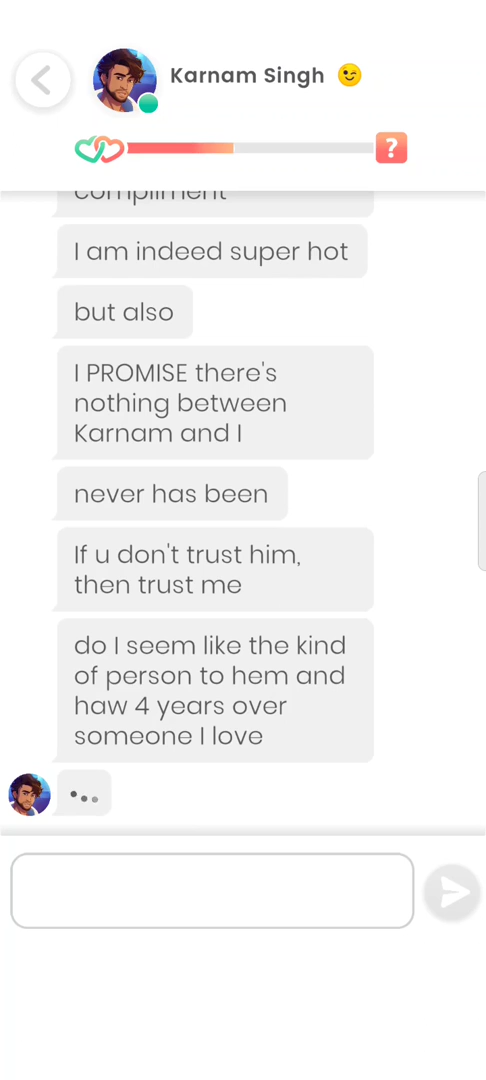 Karnam Singh 😉
?
compliment
I am indeed super hot
but also
I PROMISE there's
nothing between
Karnam and I
never has been
If u don't trust him,
then trust me
do I seem like the kind
of person to hem and
haw 4 years over
someone I love